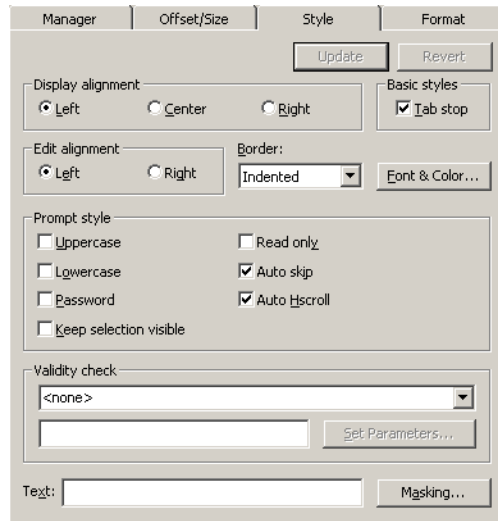 Manager Offset/Size Style Format
Update Revert
Display alignment Basic styles
Left Center Right Tab stop
Edit alignment Border:
Left Right Indented Font & Color...
Prompt style
Uppercase Read only
Lowercase Auto skip
Password Auto Hscroll
Keep selection visible
Validity check
<none>
Set Parameters...
Text: Masking...